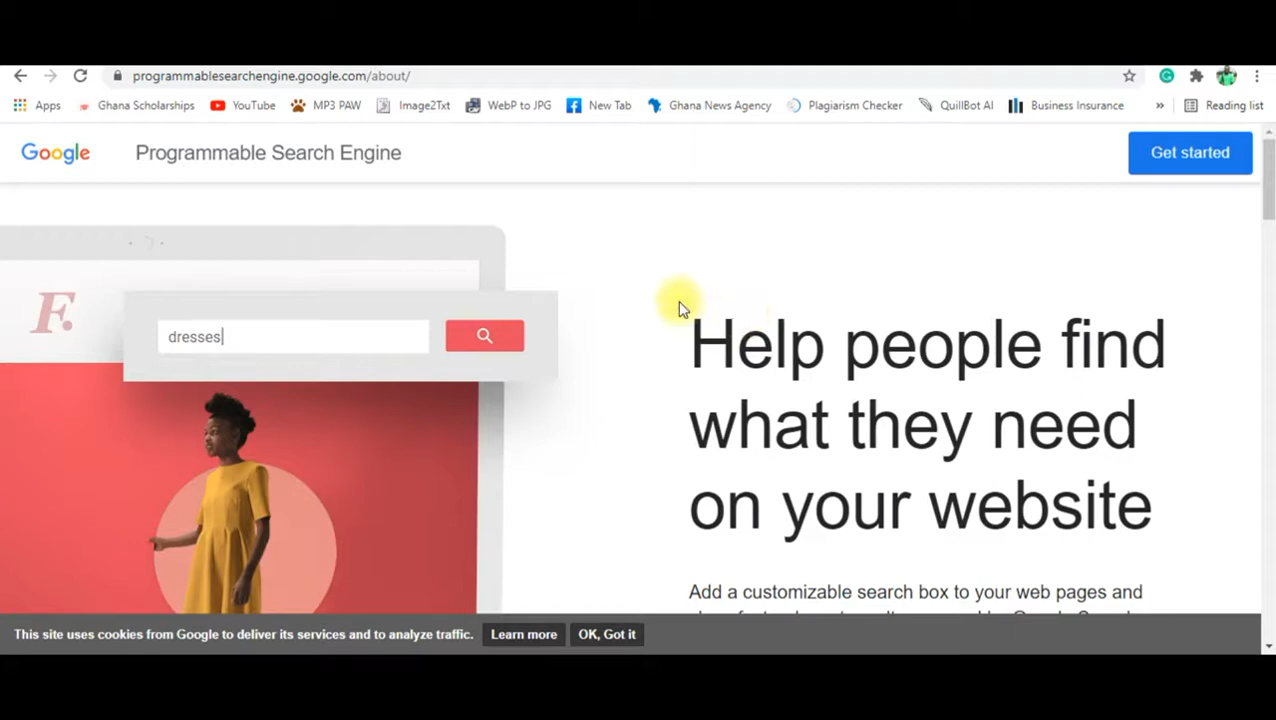 programmablesearchengine.google.com/about/
Apps Ghana Scholarships YouTube MP3 PAW Image2Txt WebP to JPG New Tab Ghana News Agency Plagiarism Checker QuillBot AI Business Insurance » Reading list
Google Programmable Search Engine Get started
F.
dresses
Help people find
what they need
on your website
Add a customizable search box to your web pages and
This site uses cookies from Google to deliver its services and to analyze traffic. Learn more OK, Got it